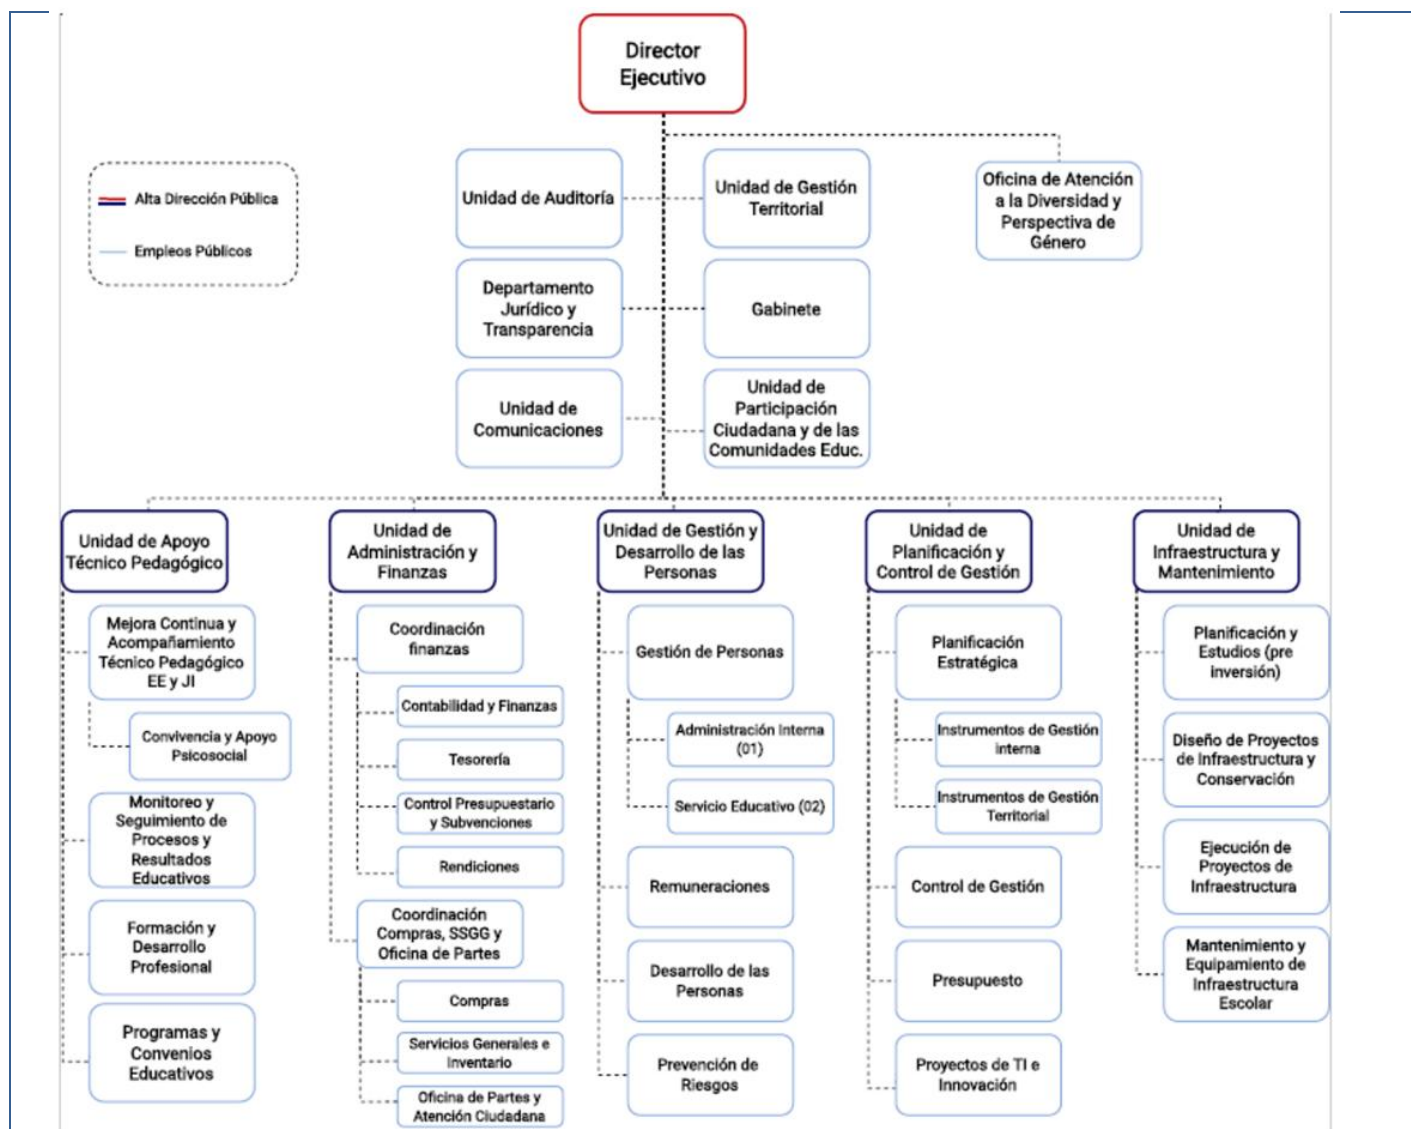 Director
Ejecutivo
Alta Dirección Pública
Empleos Públicos
Unidad de Auditoría
Unidad de Gestión
Territorial
Oficina de Atención
a la Diversidad y
Perspectiva de
Género
Departamento
Jurídico y
Transparencia
Gabinete
Unidad de
Comunicaciones
Unidad de
Participación
Ciudadana y de las
Comunidades Educ.
Unidad de Apoyo
Técnico Pedagógico
Mejora Continua y
Acompañamiento
Técnico Pedagógico
EE y JI
Convivencia y Apoyo
Psicosocial
Monitoreo y
Seguimiento de
Procesos y
Resultados
Educativos
Formación y
Desarrollo
Profesional
Programas y
Convenios
Educativos
Unidad de
Administración y
Finanzas
Coordinación
finanzas
Contabilidad y Finanzas
Tesorería
Control Presupuestario
y Subvenciones
Rendiciones
Coordinación
Compras, SSGG y
Oficina de Partes
Compras
Servicios Generales e
Inventario
Oficina de Partes y
Atención Ciudadana
Unidad de Gestión y
Desarrollo de las
Personas
Gestión de Personas
Administración Interna
(01)
Servicio Educativo (02)
Remuneraciones
Desarrollo de las
Personas
Prevención de
Riesgos
Unidad de
Planificación y
Control de Gestión
Planificación
Estratégica
Instrumentos de Gestión
interna
Instrumentos de Gestión
Territorial
Control de Gestión
Presupuesto
Proyectos de TI e
Innovación
Unidad de
Infraestructura y
Mantenimiento
Planificación y
Estudios (pre
inversión)
Diseño de Proyectos
de Infraestructura y
Conservación
Ejecución de
Proyectos de
Infraestructura
Mantenimiento y
Equipamiento de
Infraestructura
Escolar